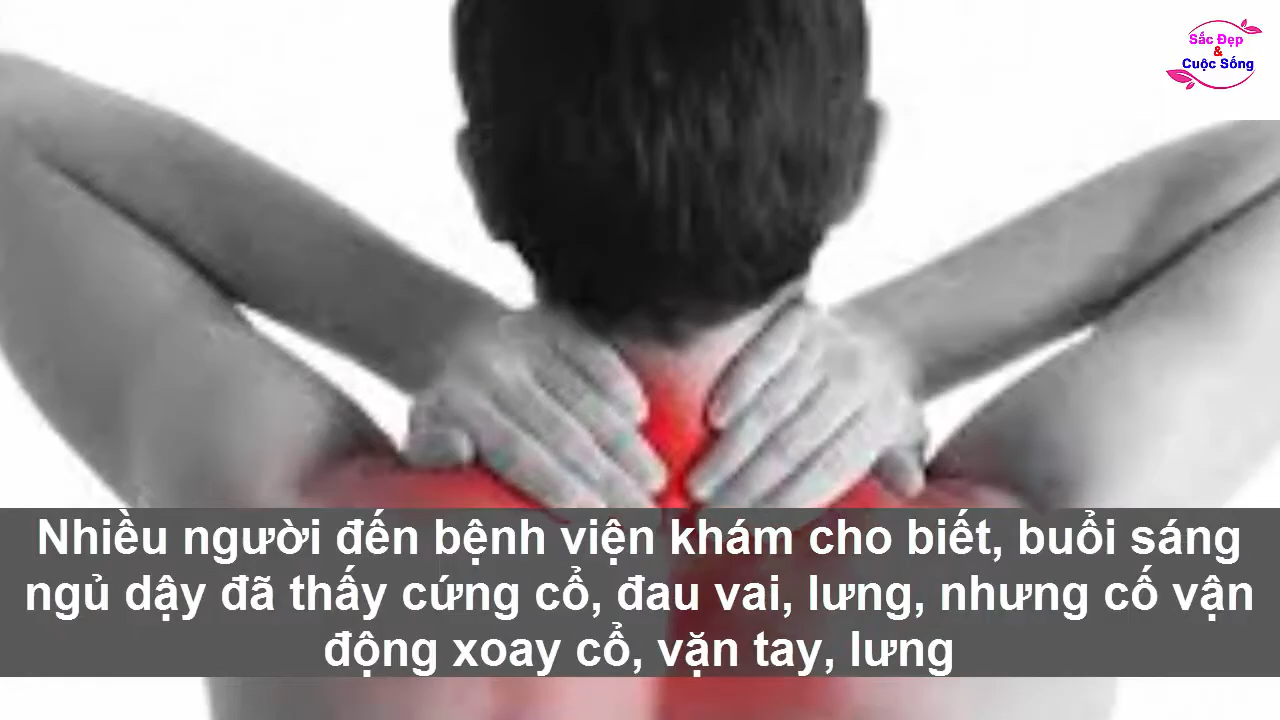 Sắc Đẹp
&
Cuộc Sống
Nhiều người đến bệnh viện khám cho biết, buổi sáng
ngủ dậy đã thấy cứng cổ, đau vai, lưng, nhưng cố vận
động xoay cổ, vặn tay, lưng